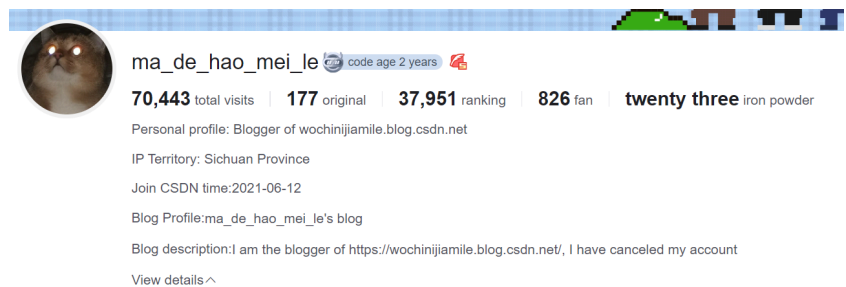 ma_de_hao_mei_le code age 2 years
70,443 total visits 177 original 37,951 ranking 826 fan twenty three iron powder
Personal profile: Blogger of wochinijiamile.blog.csdn.net
IP Territory: Sichuan Province
Join CSDN time:2021-06-12
Blog Profile:ma_de_hao_mei_le's blog
Blog description:I am the blogger of https://wochinijiamile.blog.csdn.net/, I have canceled my account
View details